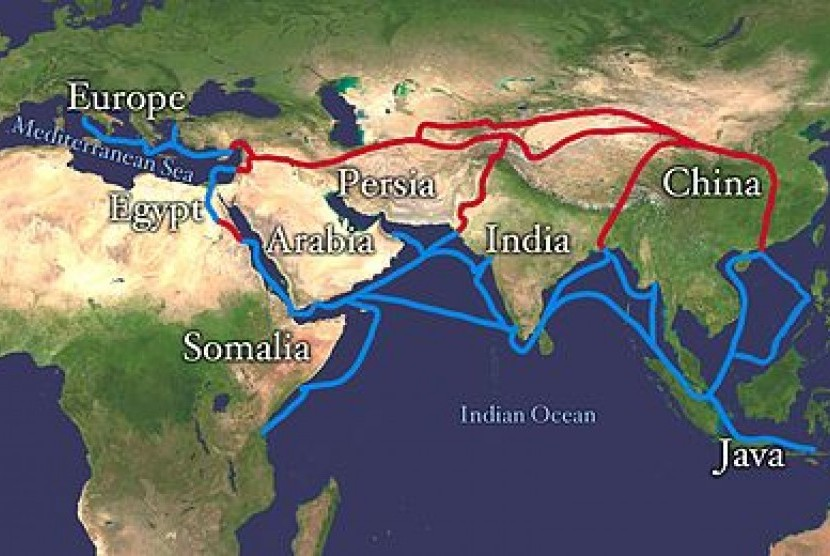 Europe
Mediterranean Sea
Egypt
Persia
China
Arabia
India
Somalia
Indian Ocean
Java